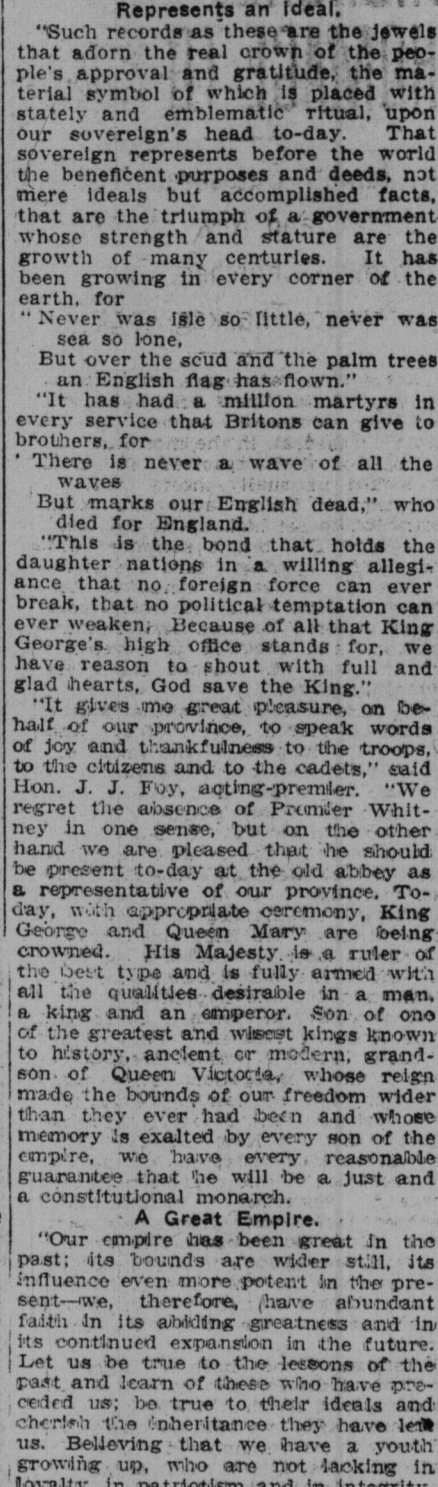 Represents an Ideal.
"Such records as these are the jewels
that adorn the real crown of the peo-
ple's approval and gratitude, the ma-
terial symbol of which is placed with
stately and emblematic ritual, upon
our sovereign's head to-day. That
sovereign represents before the world
the beneficent purposes and deeds, not
mere ideals but accomplished facts,
that are the triumph of a government
whose strength and stature are the
growth of many centuries. It has
been growing in every corner of the
earth, for
"Never was isle so little, never was
sea so lone,
But over the scud and the palm trees
an English flag has flown."
"It has had a million martyrs in
every service that Britons can give to
brothers, for
' There is never a wave of all the
waves
But marks our English dead," who
died for England.
"This is the bond that holds the
daughter nations in a willing allegi-
ance that no foreign force can ever
break, that no political temptation can
ever weaken. Because of all that King
George's high office stands for, we
have reason to shout with full and
glad hearts, God save the King."
"It gives me great pleasure, on be-
half of our province, to speak words
of joy and thankfulness to the troops,
to the citizens and to the cadets," said
Hon. J. J. Foy, acting-premier. "We
regret the absence of Premier Whit-
ney in one sense, but on the other
hand we are pleased that he should
be present to-day at the old abbey as
a representative of our province. To-
day, with appropriate ceremony, King
George and Queen Mary are being
crowned. His Majesty is a ruler of
the best type and is fully armed with
all the qualities desirable in a man,
a king and an emperor. Son of one
of the greatest and wisest kings known
to history, ancient or modern, grand-
son of Queen Victoria, whose reign
made the bounds of our freedom wider
than they ever had been and whose
memory is exalted by every son of the
empire, we have every reasonable
guarantee that he will be a just and
a constitutional monarch.
A Great Empire.
"Our empire has been great in the
past; its bounds are wider still, its
influence even more potent in the pre-
sent—we, therefore, have abundant
faith in its abiding greatness and in
its continued expansion in the future.
Let us be true to the lessons of the
past and learn of these who have pre-
ceded us; be true to their ideals and
cherish the inheritance they have left
us. Believing that we have a youth
growing up, who are not lacking in
loyalty, in patriotism and in integrity,